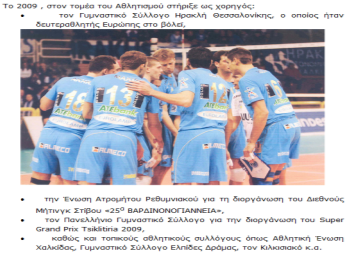 Το 2009 , στον τομέα του Αθλητισμού στήριξε ως χορηγός:
• τον Γυμναστικό Σύλλογο Ηρακλή Θεσσαλονίκης, ο οποίος ήταν
δευτεραθλητής Ευρώπης στο βόλεϊ,
13
• την Ένωση Ατρομήτου Ρεθυμνιακού για τη διοργάνωση του Διεθνούς
Μήτινγκ Στίβου «25⁰ ΒΑΡΔΙΝΟΝΟΓΙΑΝΝΕΙΑ»,
• τον Πανελλήνιο Γυμναστικό Σύλλογο για την διοργάνωση του Super
Grand Prix Tsiklitiria 2009,
• καθώς και τοπικούς αθλητικούς συλλόγους όπως Αθλητική Ένωση
Χαλκίδας, Γυμναστικό Σύλλογο Ελπίδες Δράμας, τον Κιλκισιακό κ.α.